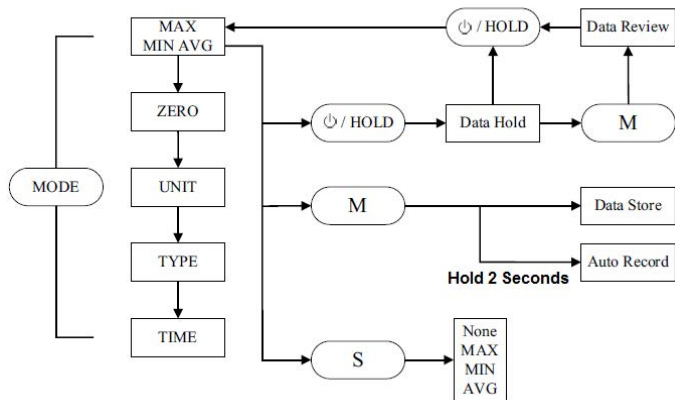 MAX
MIN AVG
⏻ / HOLD
Data Review
ZERO
⏻ / HOLD
Data Hold
M
MODE
UNIT
M
Data Store
TYPE
Hold 2 Seconds
Auto Record
TIME
S
None
MAX
MIN
AVG